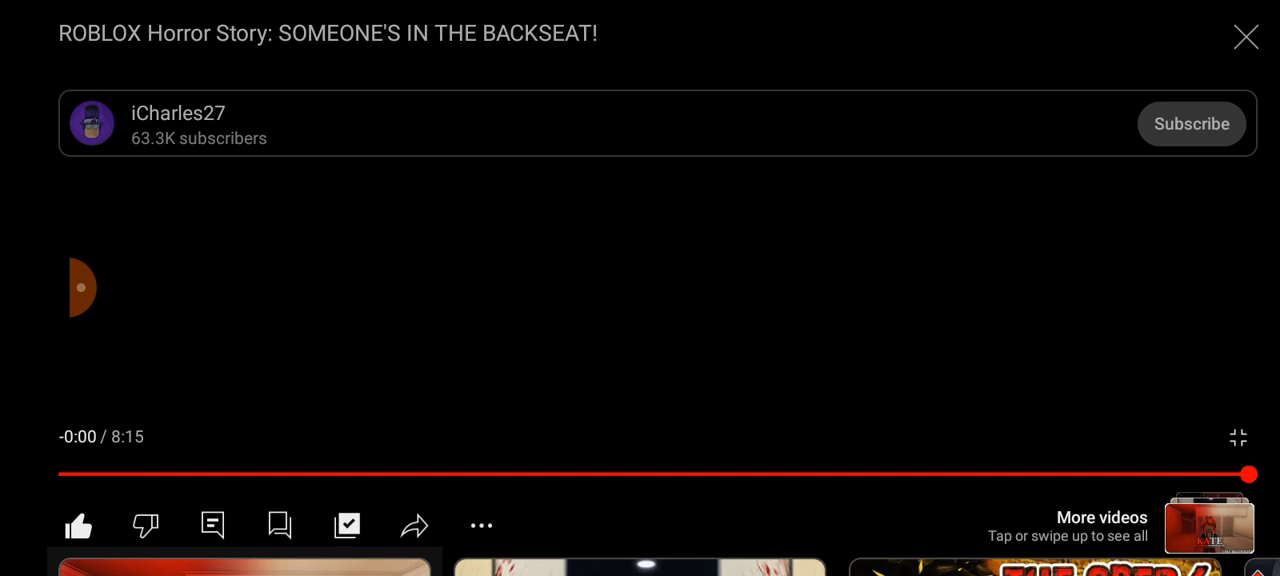 ROBLOX Horror Story: SOMEONE'S IN THE BACKSEAT!
iCharles27
63.3K subscribers
Subscribe
-0:00 / 8:15
More videos
Tap or swipe up to see all
KATE